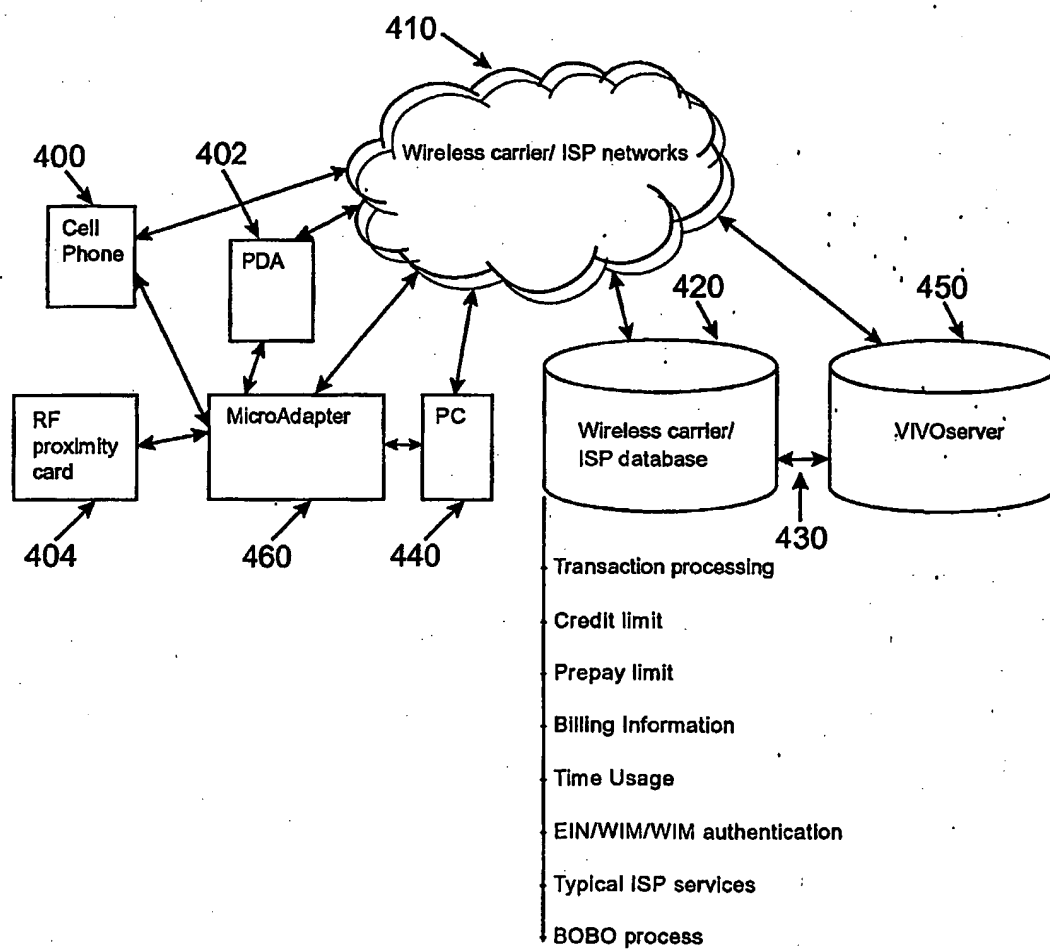 410
Wireless carrier/ ISP networks
400
402
Cell
Phone
PDA
420
450
RF
proximity
card
MicroAdapter
PC
Wireless carrier/
ISP database
VIVOserver
404
460
440
430
Transaction processing
Credit limit
Prepay limit
Billing Information
Time Usage
EIN/WIM/WIM authentication
Typical ISP services
BOBO process